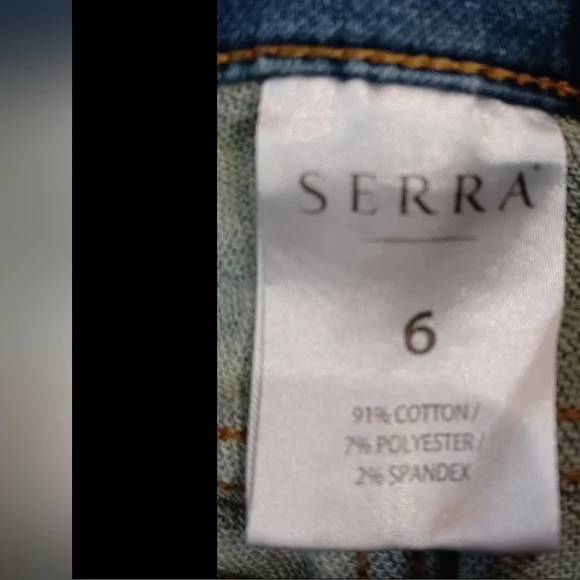 SERRA
6
91% COTTON/
7% POLYESTER/
2% SPANDEX